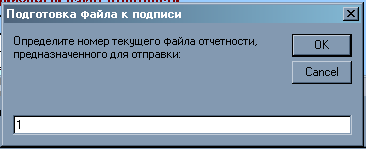 Подготовка файла к подписи
Определите номер текущего файла отчетности,
предназначенного для отправки:
OK
Cancel
1